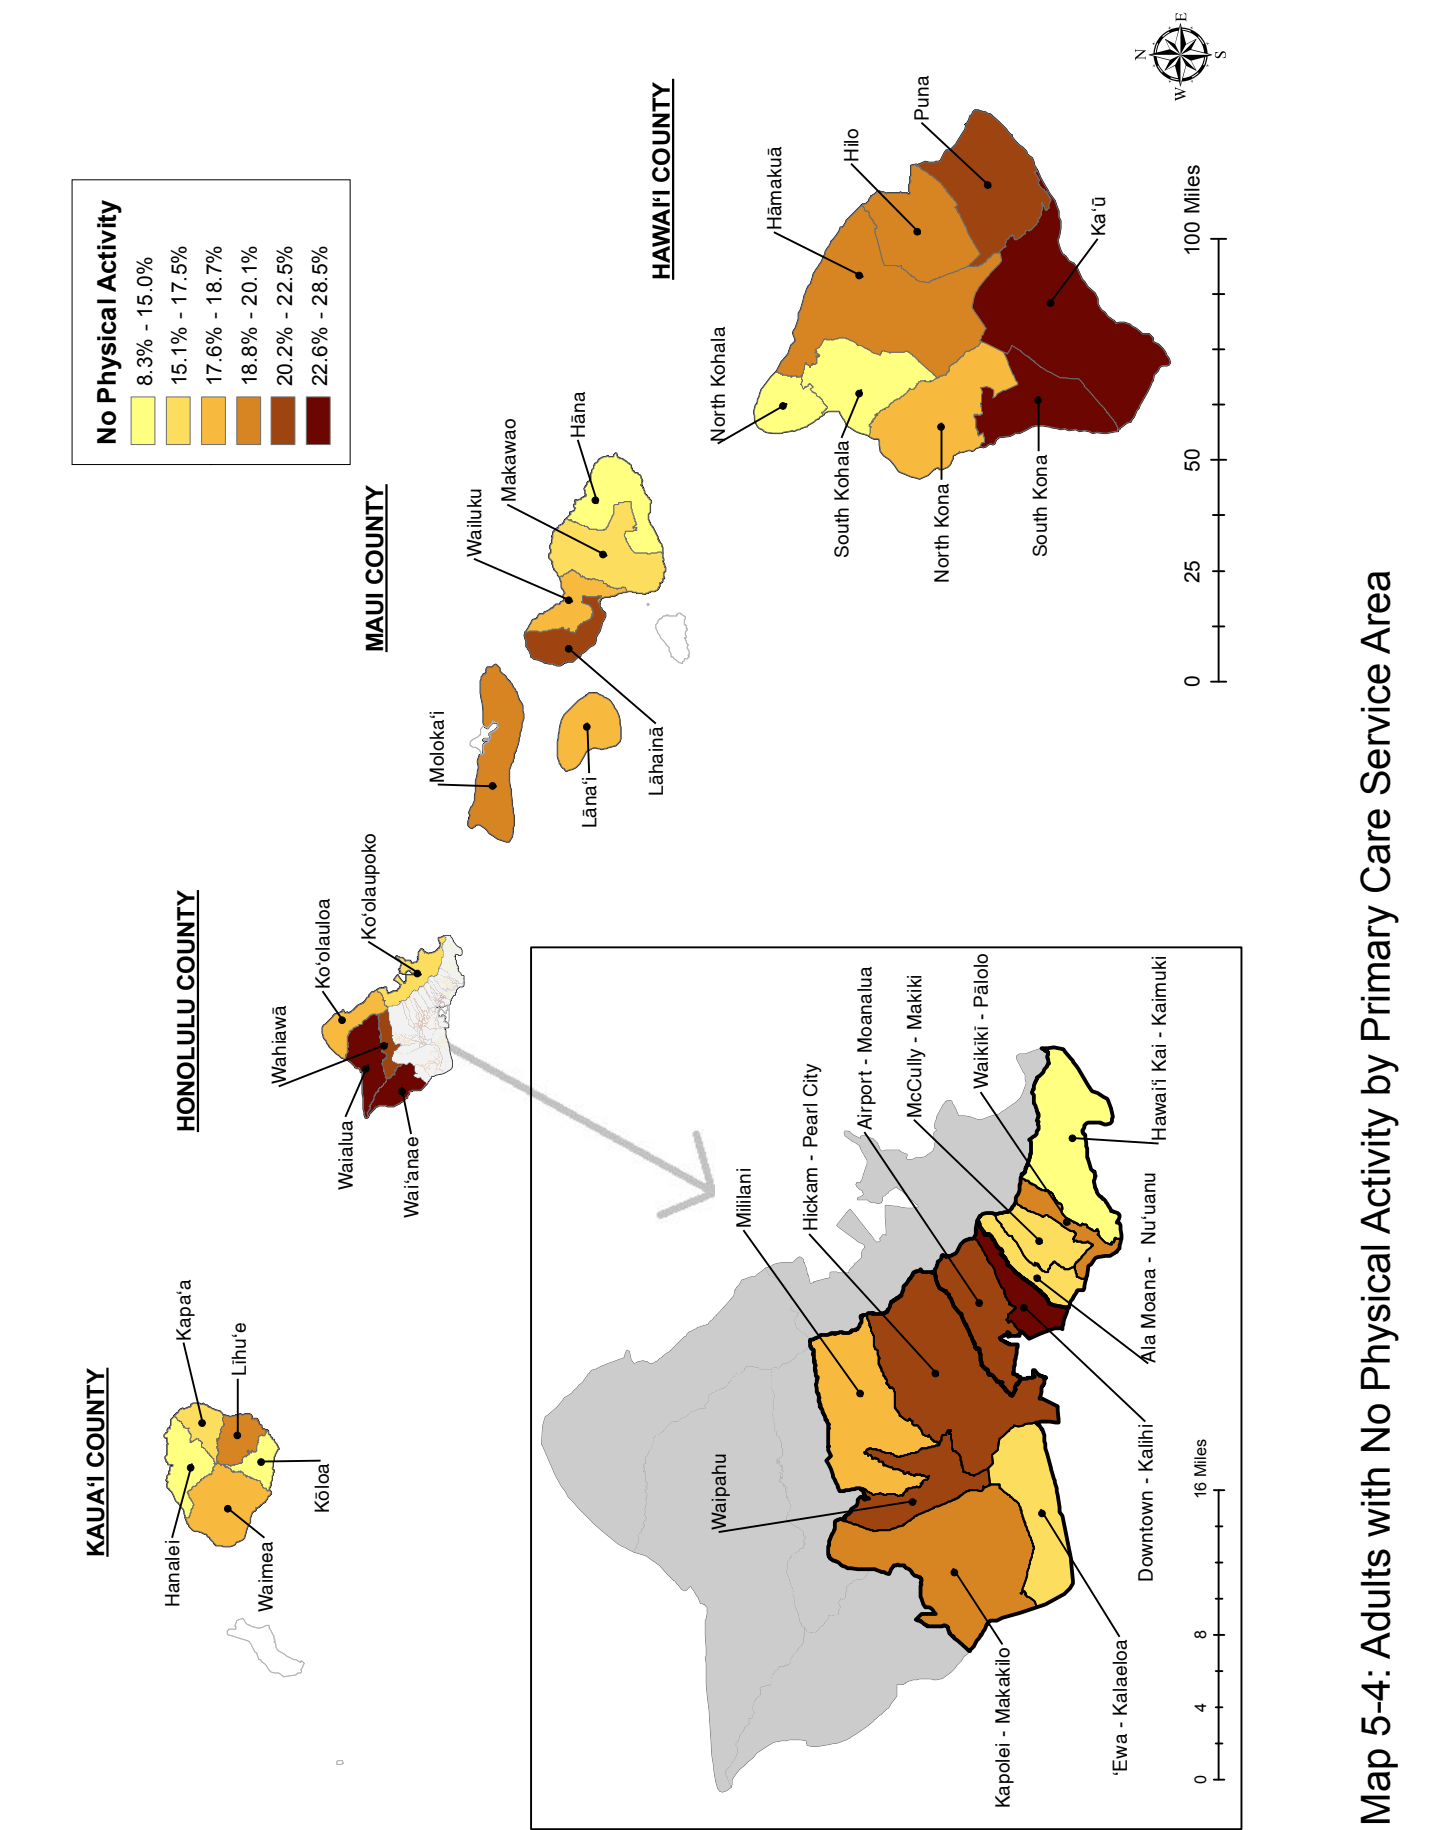 KAUAʻI COUNTY
Hanalei
Kapaʻa
Līhuʻe
Waimea
Kōloa
HONOLULU COUNTY
Wahiawā
Koʻolauloa
Koʻolaupoko
Waialua
Waiʻanae
MAUI COUNTY
Molokaʻi
Wailuku
Makawao
Hāna
Lānaʻi
Lāhainā
No Physical Activity
8.3% - 15.0%
15.1% - 17.5%
17.6% - 18.7%
18.8% - 20.1%
20.2% - 22.5%
22.6% - 28.5%
HAWAIʻI COUNTY
North Kohala
Hāmakuā
Hilo
Puna
South Kohala
North Kona
South Kona
Kaʻū
Waipahu
Mililani
Hickam - Pearl City
Airport - Moanalua
McCully - Makiki
Waikīkī - Pālolo
Kapolei - Makakilo
ʻEwa - Kalaeloa
Downtown - Kalihi
Ala Moana - Nuʻuanu
Hawaiʻi Kai - Kaimuki
0 4 8 16 Miles
0 25 50 100 Miles
N
W E
S
Map 5-4: Adults with No Physical Activity by Primary Care Service Area